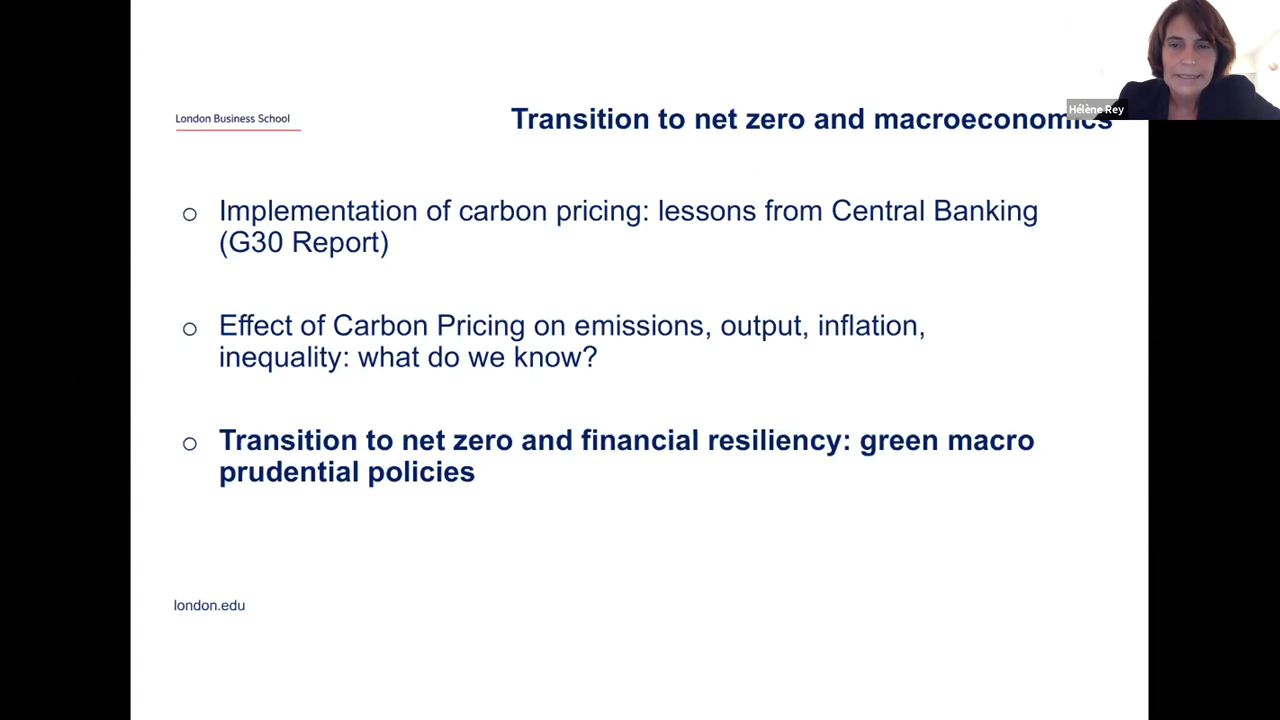 Hélène Rey
London Business School
Transition to net zero and macroeconomics
○ Implementation of carbon pricing: lessons from Central Banking
(G30 Report)
○ Effect of Carbon Pricing on emissions, output, inflation,
inequality: what do we know?
○ Transition to net zero and financial resiliency: green macro
prudential policies
london.edu